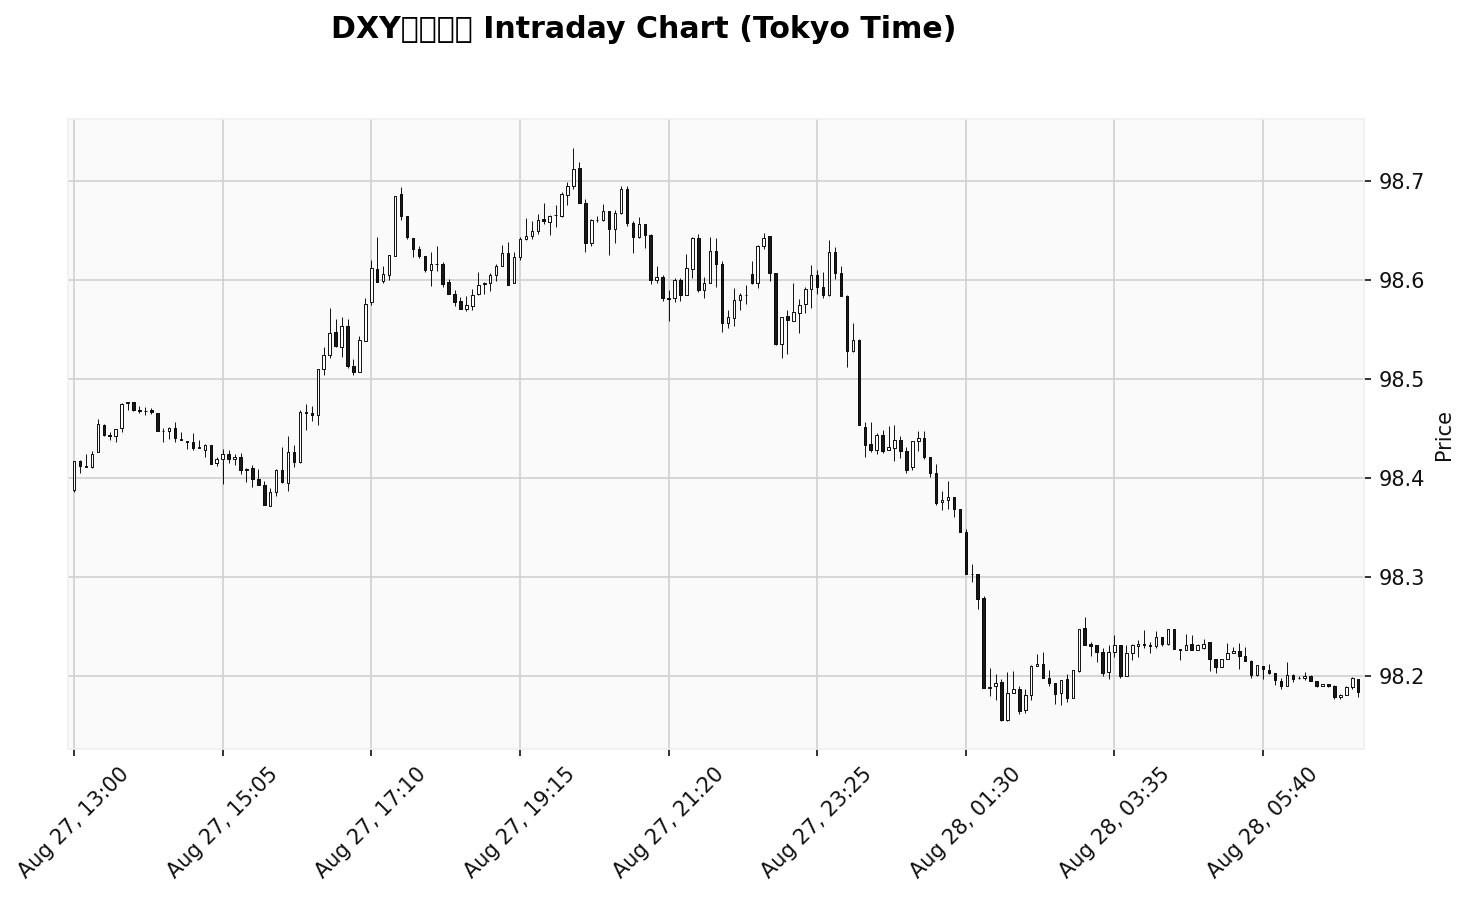 DXY Intraday Chart (Tokyo Time)
98.7
98.6
98.5
98.4
98.3
98.2
Price
Aug 27, 13:00
Aug 27, 15:05
Aug 27, 17:10
Aug 27, 19:15
Aug 27, 21:20
Aug 27, 23:25
Aug 28, 01:30
Aug 28, 03:35
Aug 28, 05:40